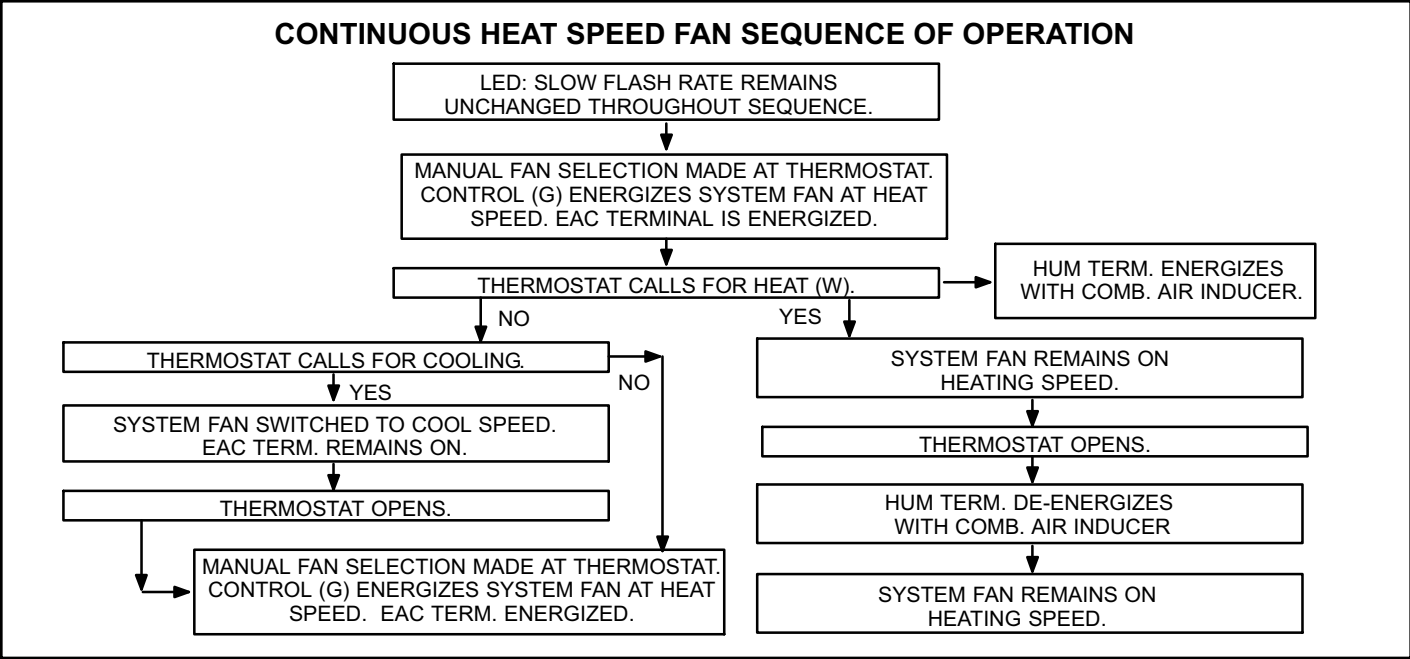 CONTINUOUS HEAT SPEED FAN SEQUENCE OF OPERATION
LED: SLOW FLASH RATE REMAINS
UNCHANGED THROUGHOUT SEQUENCE.
MANUAL FAN SELECTION MADE AT THERMOSTAT.
CONTROL (G) ENERGIZES SYSTEM FAN AT HEAT
SPEED. EAC TERMINAL IS ENERGIZED.
THERMOSTAT CALLS FOR HEAT (W).
HUM TERM. ENERGIZES
WITH COMB. AIR INDUCER.
NO
YES
THERMOSTAT CALLS FOR COOLING.
NO
YES
SYSTEM FAN SWITCHED TO COOL SPEED.
EAC TERM. REMAINS ON.
THERMOSTAT OPENS.
MANUAL FAN SELECTION MADE AT THERMOSTAT.
CONTROL (G) ENERGIZES SYSTEM FAN AT HEAT
SPEED.  EAC TERM. ENERGIZED.
SYSTEM FAN REMAINS ON
HEATING SPEED.
THERMOSTAT OPENS.
HUM TERM. DE-ENERGIZES
WITH COMB. AIR INDUCER
SYSTEM FAN REMAINS ON
HEATING SPEED.